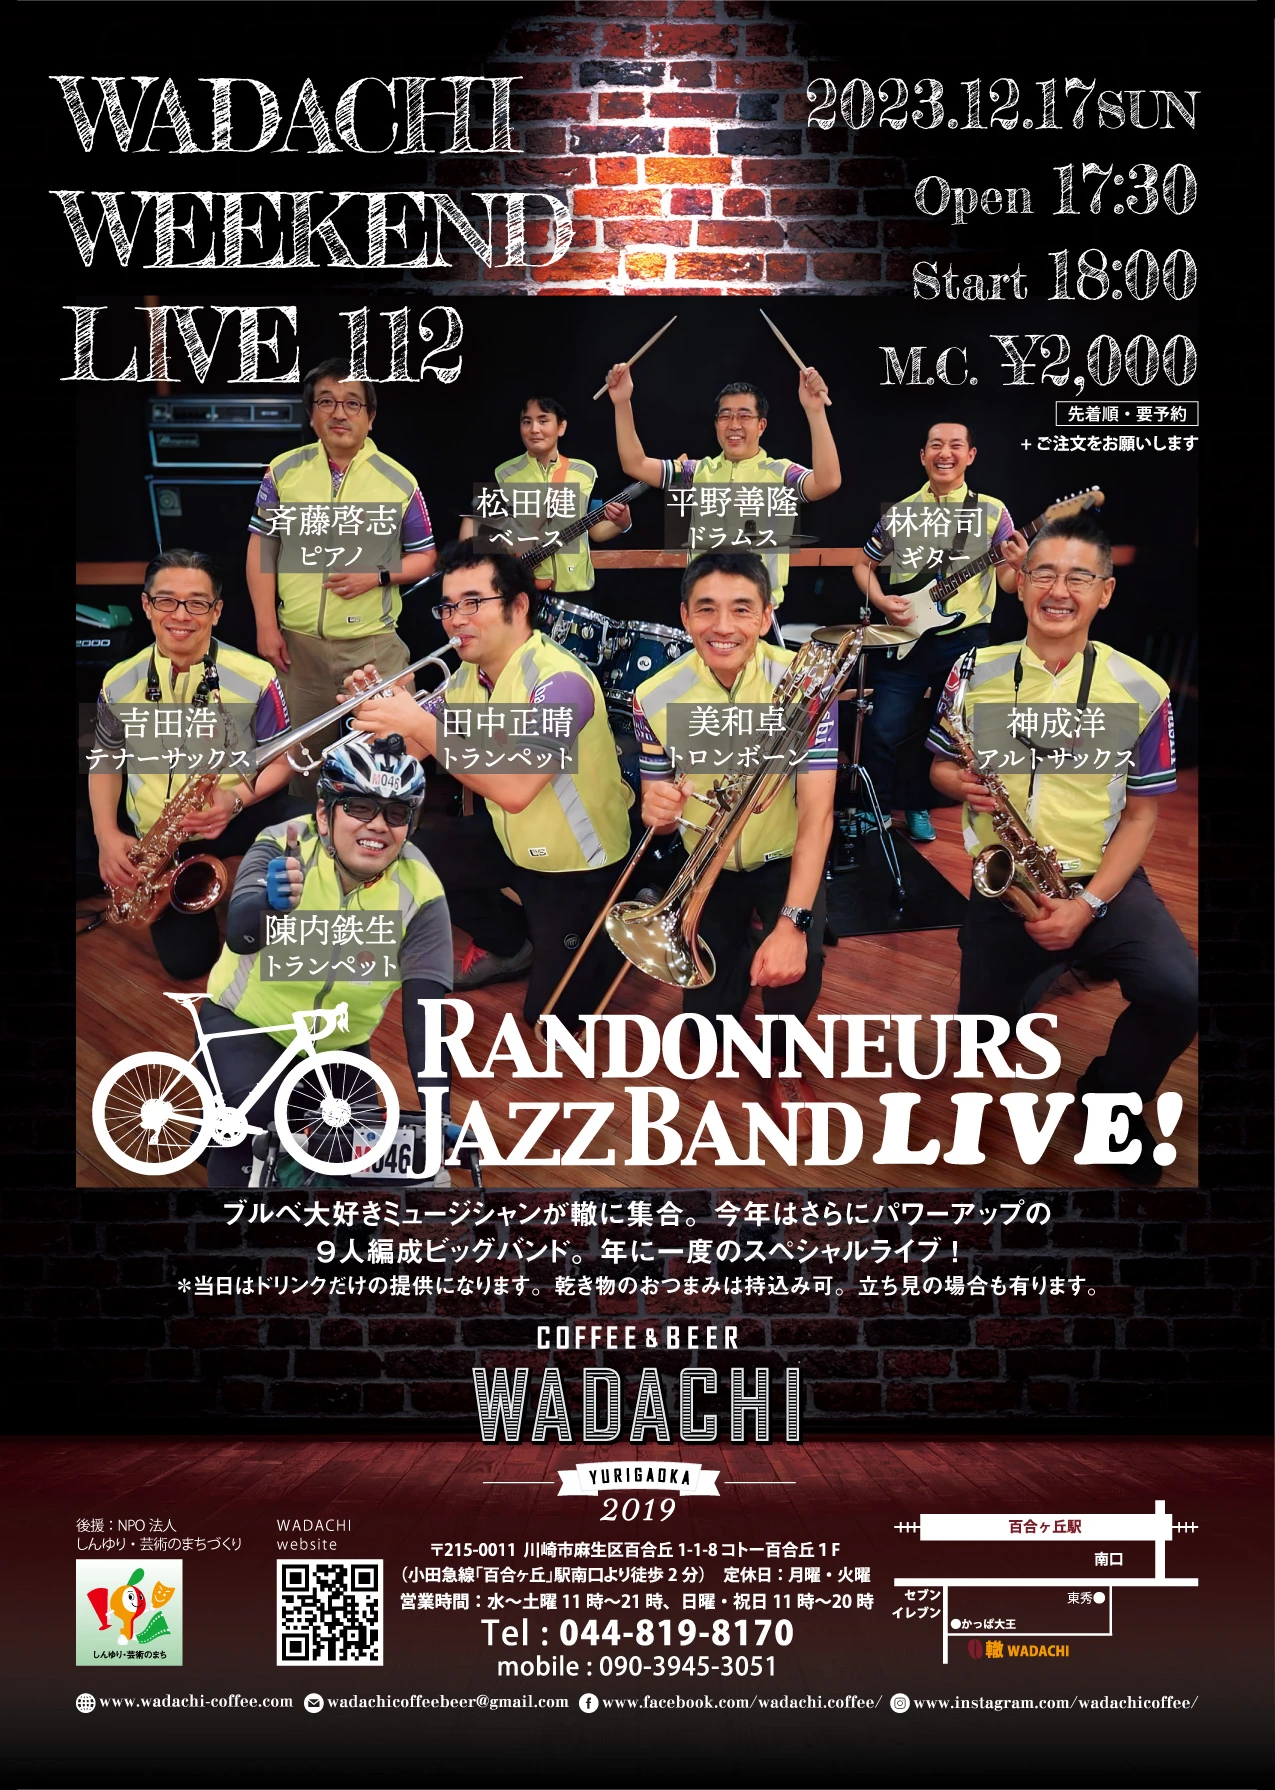 WADACHI
WEEKEND
LIVE 112
2023.12.17SUN
Open 17:30
Start 18:00
M.C. ¥2,000
先着順・要予約
+ ご注文をお願いします
斉藤啓志
ピアノ
松田健
ベース
平野善隆
ドラムス
林裕司
ギター
吉田浩
テナーサックス
田中正晴
トランペット
美和卓
トロンボーン
神成洋
アルトサックス
M046
陳内鉄生
トランペット
RANDONNEURS
JAZZ BAND LIVE!
ブルベ大好きミュージシャンが轍に集合。今年はさらにパワーアップの
9人編成ビッグバンド。年に一度のスペシャルライブ！
＊当日はドリンクだけの提供になります。乾き物のおつまみは持込み可。立ち見の場合も有ります。
COFFEE & BEER
WADACHI
YURIGAOKA
2019
後援：NPO 法人
しんゆり・芸術のまちづくり
しんゆり・芸術のまち
WADACHI
website
〒215-0011 川崎市麻生区百合丘 1-1-8 コトー百合丘 1 F
（小田急線「百合ヶ丘」駅南口より徒歩 2 分） 定休日：月曜・火曜
営業時間：水〜土曜 11 時〜21 時、日曜・祝日 11 時〜20 時
Tel : 044-819-8170
mobile : 090-3945-3051
百合ヶ丘駅
南口
セブン
イレブン
東秀●
●かっぱ大王
轍 WADACHI
www.wadachi-coffee.com
wadachicoffeebeer@gmail.com
www.facebook.com/wadachi.coffee/
www.instagram.com/wadachicoffee/